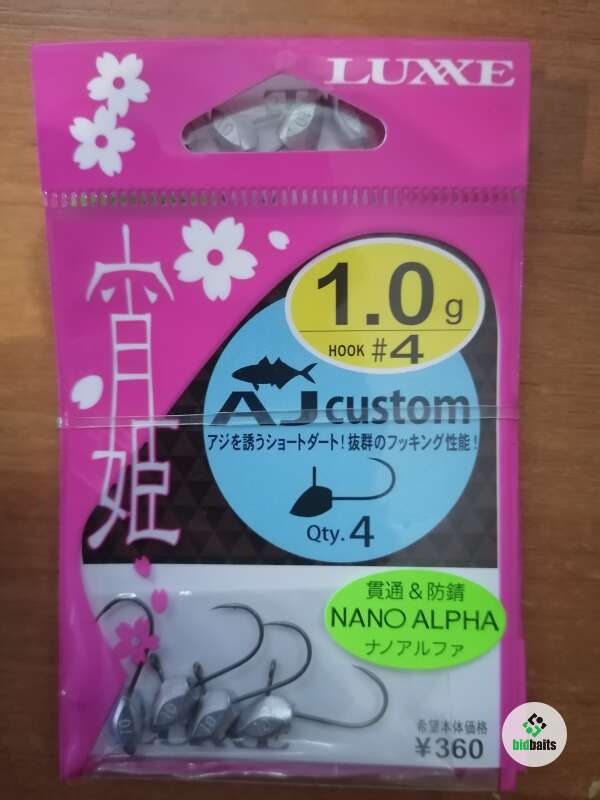 LUXXE
宵姫
1.0g
HOOK #4
AJ custom
アジを誘うショートダート!抜群のフッキング性能!
Qty. 4
貫通&防錆
NANO ALPHA
ナノアルファ
希望本体価格
¥360
bidbaits